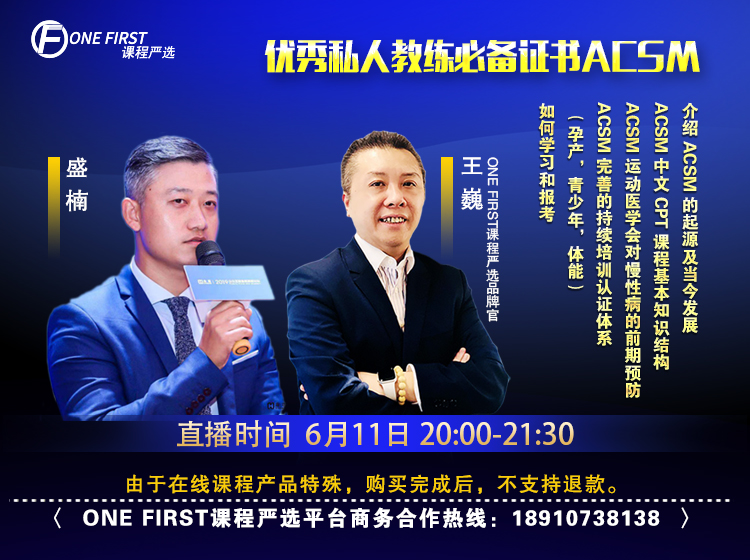 ONE FIRST
课程严选
优秀私人教练必备证书ACSM
介绍 ACSM 的起源及当今发展
ACSM 中文 CPT 课程基本知识结构
ACSM 运动医学会对慢性病的前期预防
ACSM 完善的持续培训认证体系
（孕产，青少年，体能）
如何学习和报考
盛楠
王巍
ONE FIRST课程严选品牌官
直播时间 6月11日 20:00-21:30
由于在线课程产品特殊，购买完成后，不支持退款。
〈 ONE FIRST课程严选平台商务合作热线：18910738138 〉